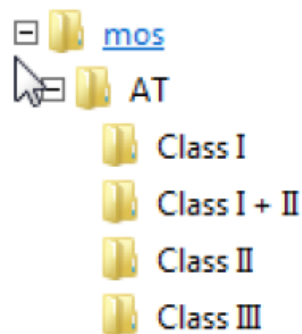 mos
AT
Class I
Class I + II
Class II
Class III